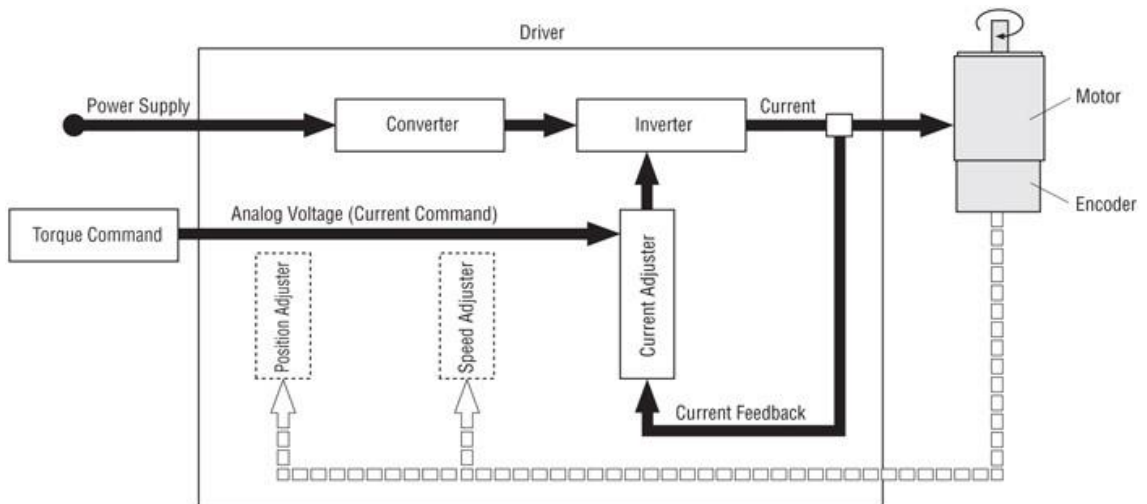 Driver
Power Supply
Converter
Inverter
Current
Motor
Encoder
Torque Command
Analog Voltage (Current Command)
Position Adjuster
Speed Adjuster
Current Adjuster
Current Feedback